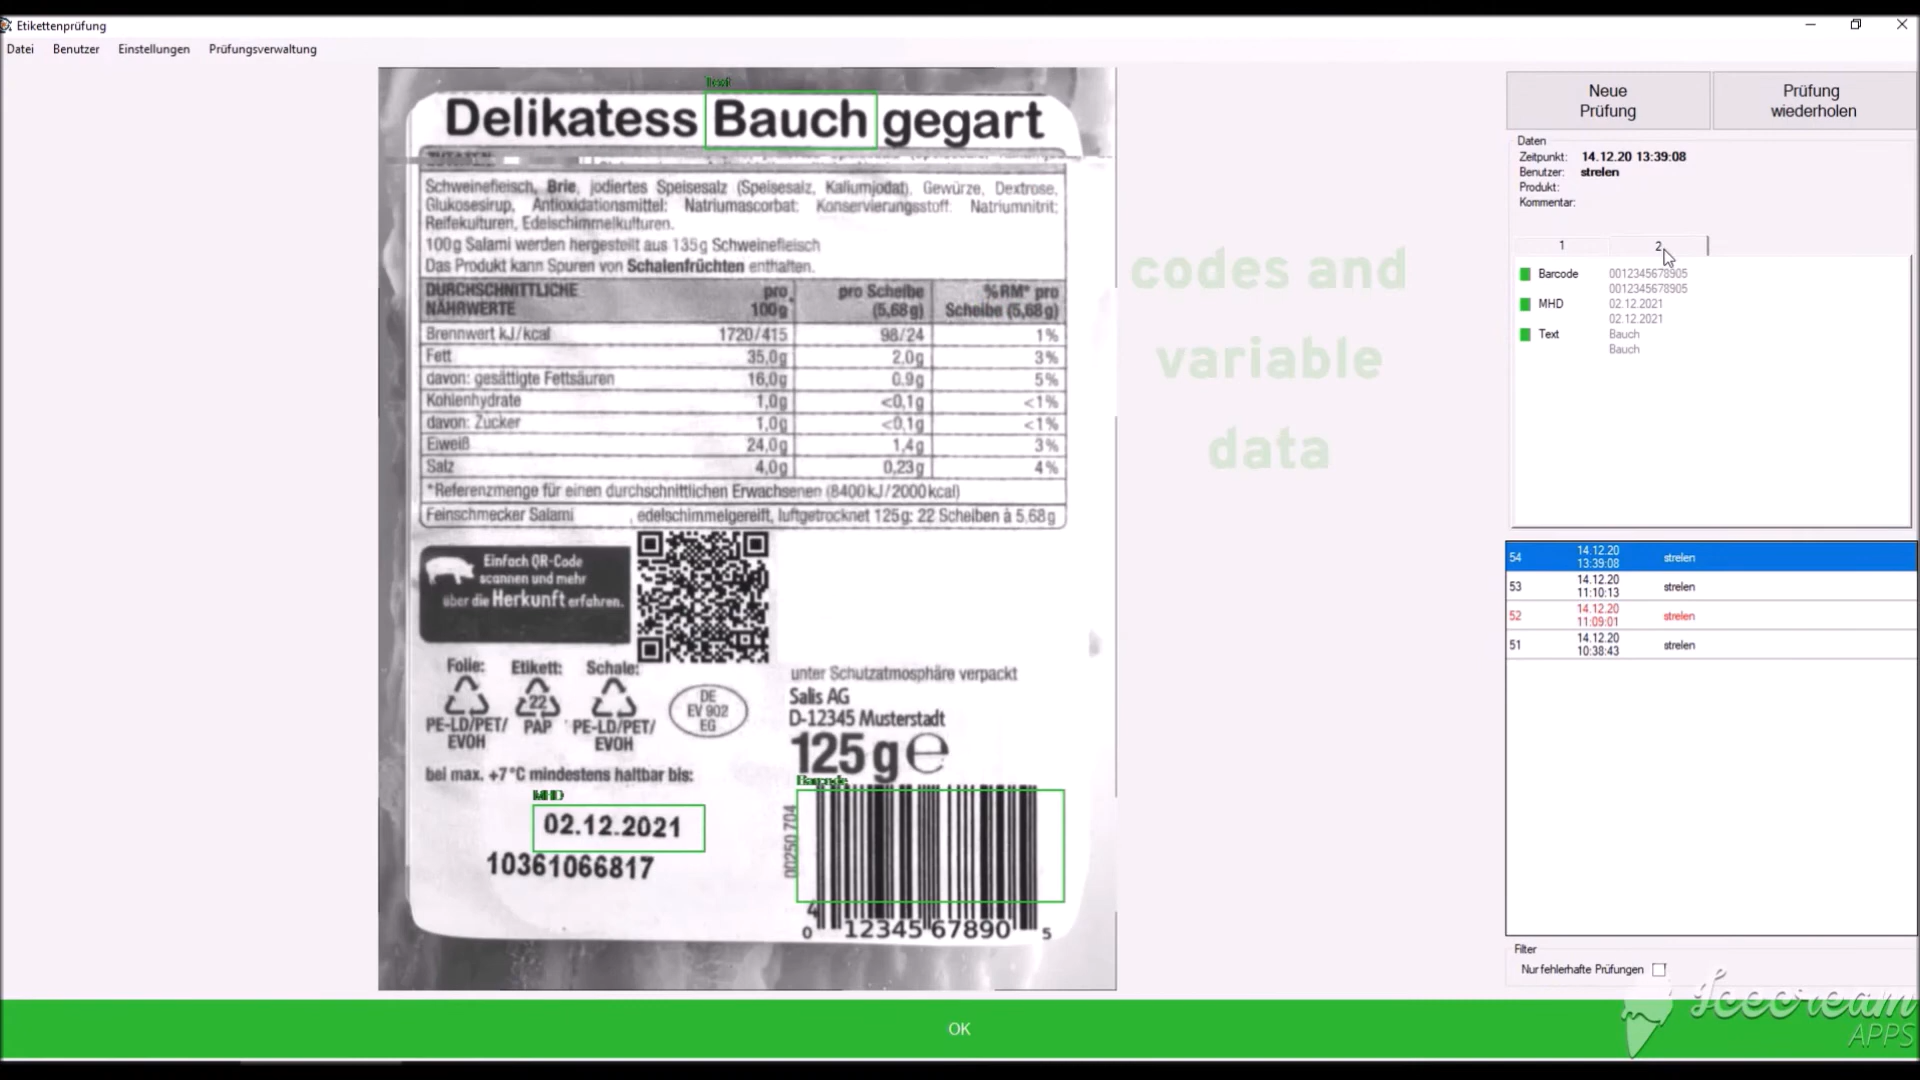 Etikettenprüfung
Datei Benutzer Einstellungen Prüfungsverwaltung
Text
Delikatess Bauch gegart
ZUTATEN:
Schweinefleisch, Brie, jodiertes Speisesalz (Speisesalz, Kaliumjodat), Gewürze, Dextrose,
Glukosesirup, Antioxidationsmittel: Natriumascorbat; Konservierungsstoff: Natriumnitrit;
Reifekulturen, Edelschimmelkulturen.
100g Salami werden hergestellt aus 135g Schweinefleisch
Das Produkt kann Spuren von Schalenfrüchten enthalten.
DURCHSCHNITTLICHE NÄHRWERTE pro 100g pro Scheibe (5,68g) %RM* pro Scheibe (5,68g)
Brennwert kJ/kcal 1720/415 98/24 1%
Fett 35,0g 2,0g 3%
davon: gesättigte Fettsäuren 16,0g 0,9g 5%
Kohlenhydrate 1,0g <0,1g <1%
davon: Zucker 1,0g <0,1g <1%
Eiweiß 24,0g 1,4g 3%
Salz 4,0g 0,23g 4%
*Referenzmenge für einen durchschnittlichen Erwachsenen (8400kJ/2000kcal)
Feinschmecker Salami , edelschimmelgereift, luftgetrocknet 125g: 22 Scheiben à 5,68g
Einfach QR-Code
scannen und mehr
über die Herkunft erfahren.
Folie: Etikett: Schale:
22
PE-LD/PET/ EVOH PAP PE-LD/PET/ EVOH
DE
EV 902
EG
unter Schutzatmosphäre verpackt
Salis AG
D-12345 Musterstadt
125g e
bei max. +7°C mindestens haltbar bis:
MHD
02.12.2021
10361066817
Barcode
00250 704
4
0 12345 67890 5
codes and
variable
data
Neue Prüfung
Prüfung wiederholen
Daten
Zeitpunkt: 14.12.20 13:39:08
Benutzer: strelen
Produkt:
Kommentar:
1 2
Barcode 0012345678905
0012345678905
MHD 02.12.2021
02.12.2021
Text Bauch
Bauch
54 14.12.20 13:39:08 strelen
53 14.12.20 11:10:13 strelen
52 14.12.20 11:09:01 strelen
51 14.12.20 10:38:43 strelen
Filter
Nur fehlerhafte Prüfungen
OK
Icecream
APPS